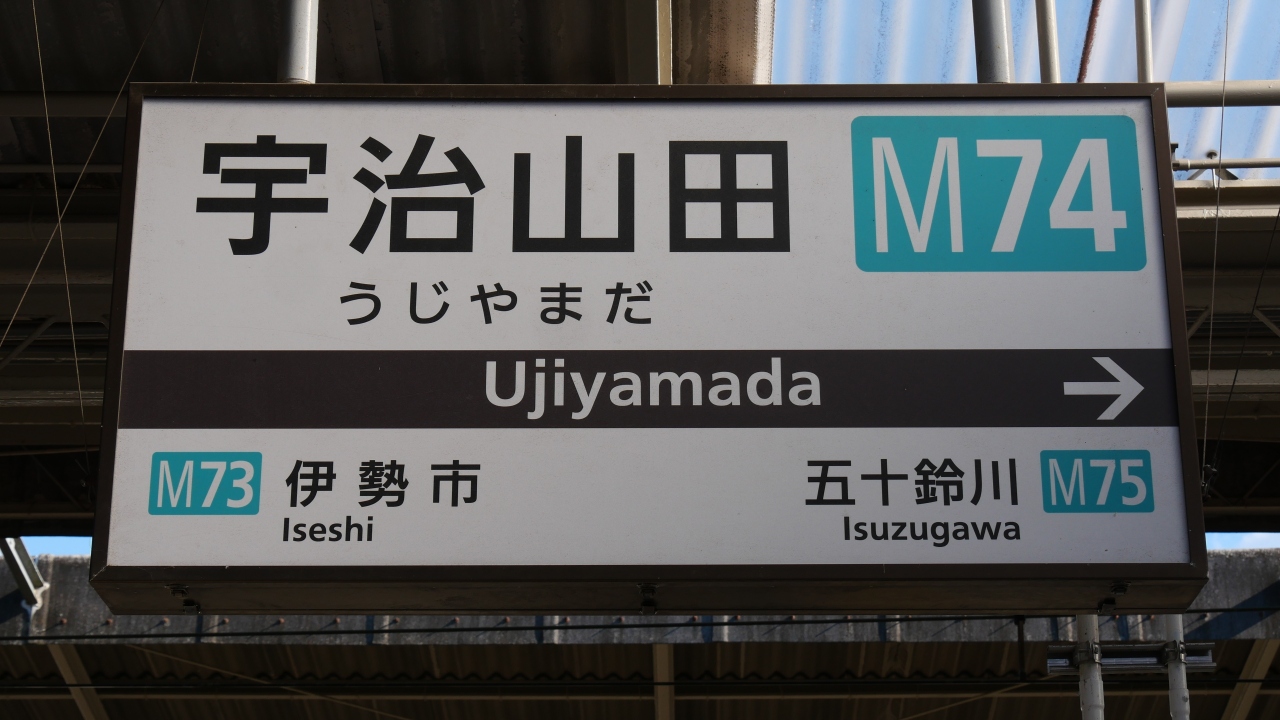 宇治山田 M74
うじやまだ
Ujiyamada →
M73 伊勢市 五十鈴川 M75
Iseshi Isuzugawa